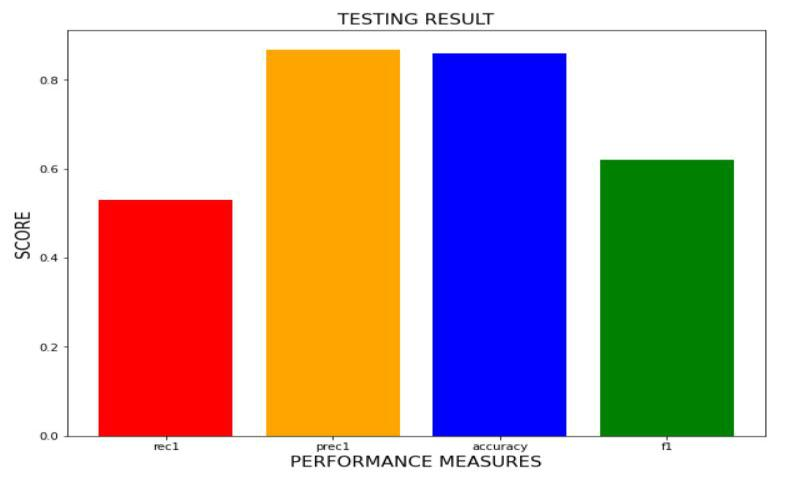 TESTING RESULT
SCORE
0.8
0.6
0.4
0.2
0.0
rec1 prec1 accuracy f1
PERFORMANCE MEASURES